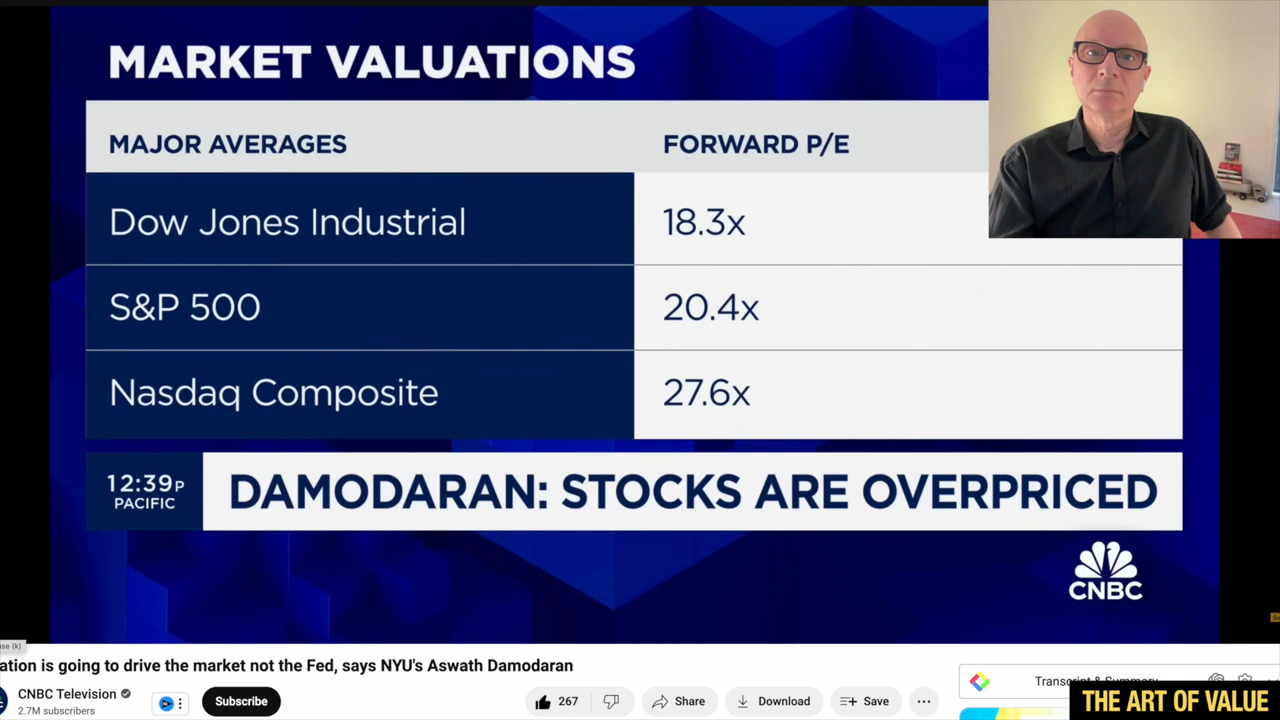 MARKET VALUATIONS
MAJOR AVERAGES FORWARD P/E
Dow Jones Industrial 18.3x
S&P 500 20.4x
Nasdaq Composite 27.6x
12:39P
PACIFIC
DAMODARAN: STOCKS ARE OVERPRICED
CNBC
(k)
ation is going to drive the market not the Fed, says NYU's Aswath Damodaran
CNBC Television
2.7M subscribers
Subscribe
267
Share
Download
Save
Transcript & Summary
THE ART OF VALUE